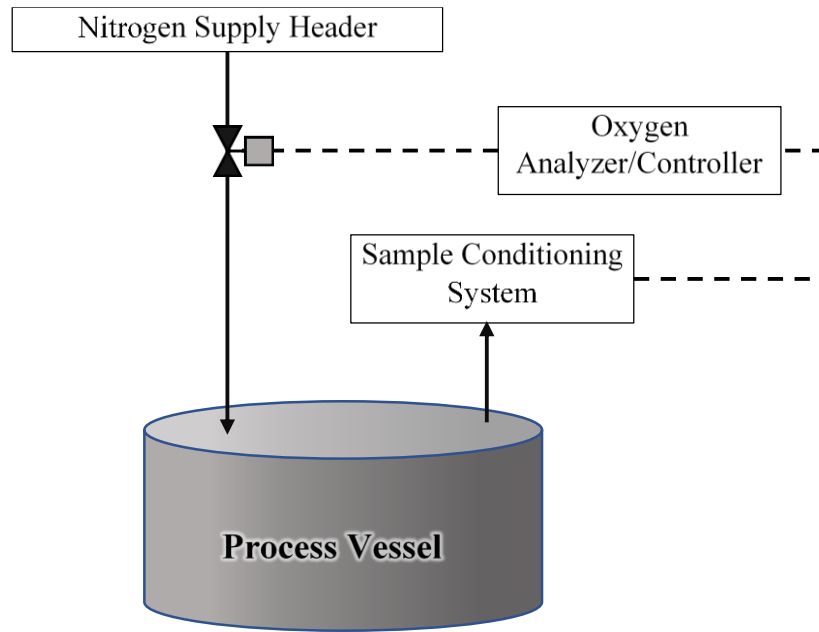 Nitrogen Supply Header
Oxygen
Analyzer/Controller
Sample Conditioning
System
Process Vessel